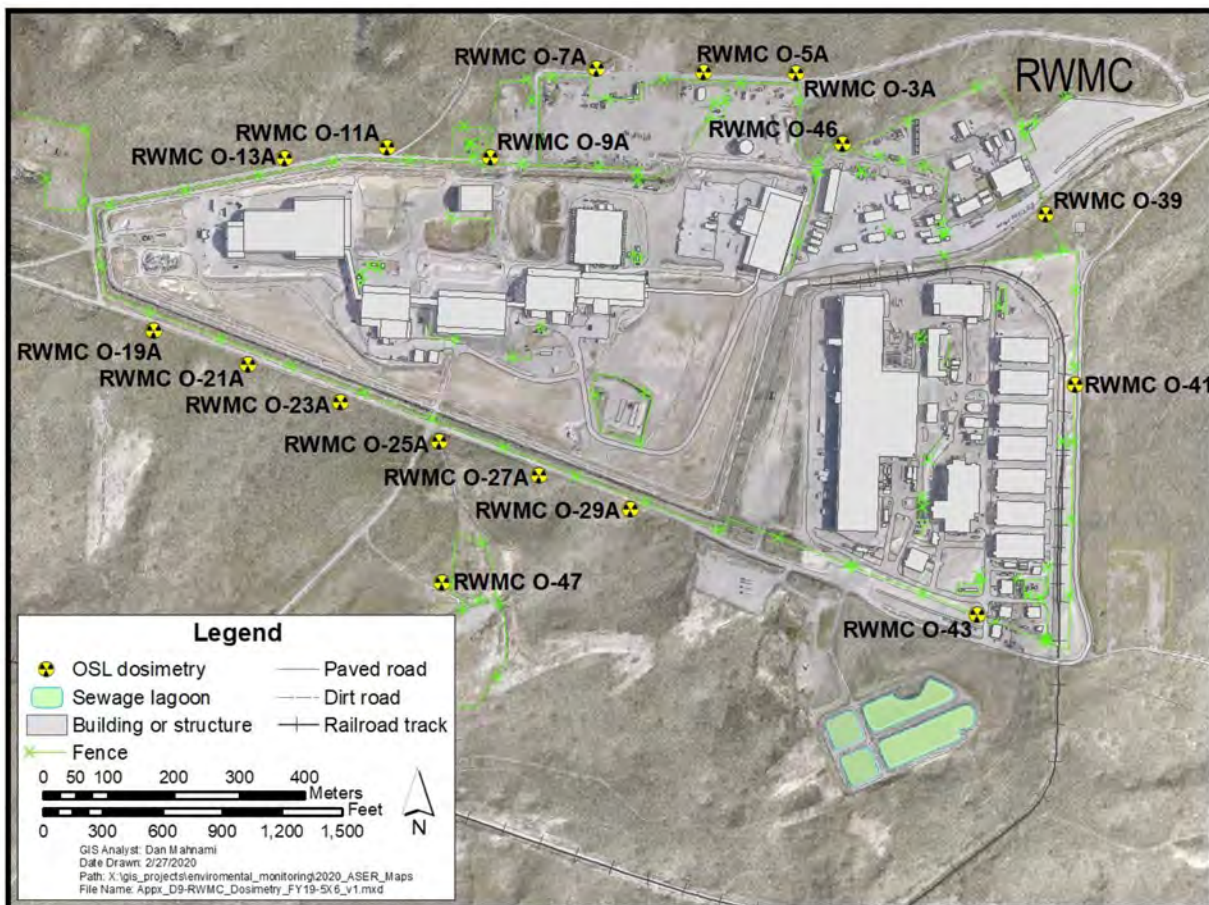 RWMC O-7A
RWMC O-5A
RWMC O-3A
RWMC
RWMC O-11A
RWMC O-13A
RWMC O-9A
RWMC O-46
RWMC O-39
RWMC O-19A
RWMC O-21A
RWMC O-23A
RWMC O-41
RWMC O-25A
RWMC O-27A
RWMC O-29A
RWMC O-47
RWMC O-43
Legend
OSL dosimetry
Paved road
Sewage lagoon
Dirt road
Building or structure
Railroad track
Fence
0 50 100 200 300 400
Meters
Feet
0 300 600 900 1,200 1,500
N
GIS Analyst: Dan Mahnami
Date Drawn: 2/27/2020
Path: X:\gis_projects\enviromental_monitoring\2020_ASER_Maps
File Name: Appx_D9-RWMC_Dosimetry_FY19-5X6_v1.mxd